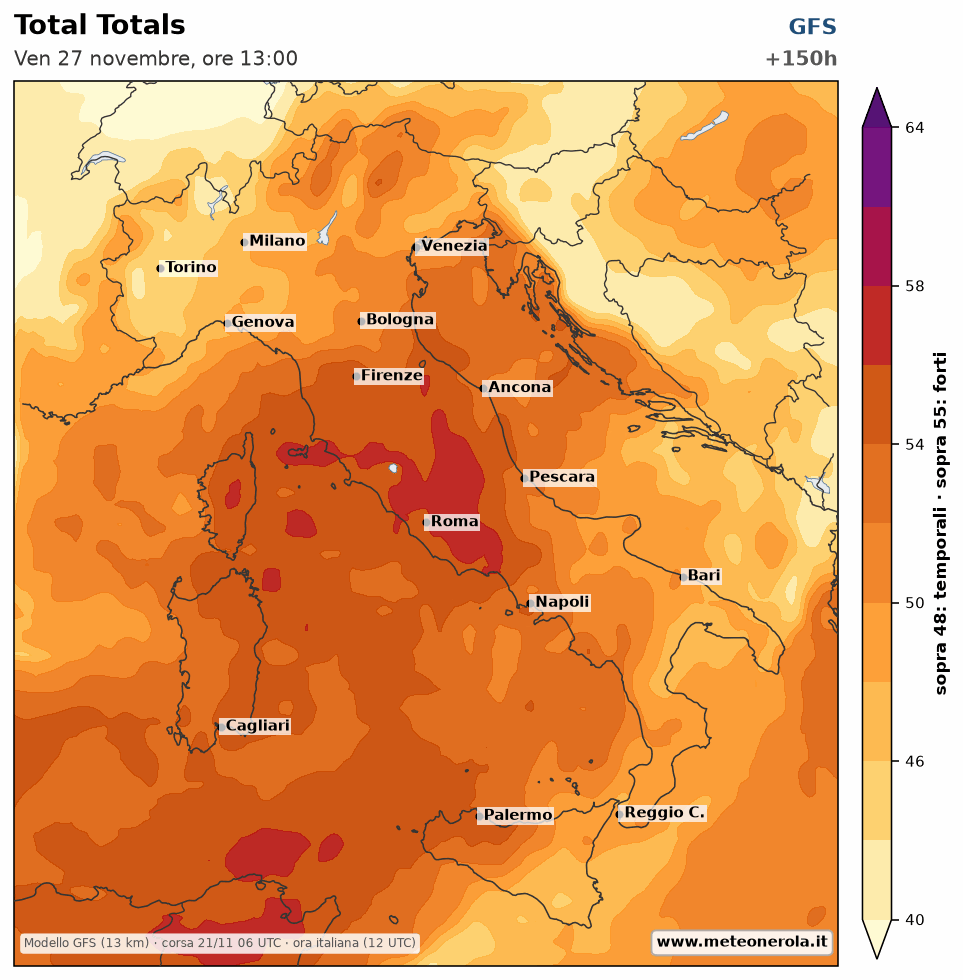 Total Totals
GFS
Ven 27 novembre, ore 13:00
+150h
Milano
Venezia
Torino
Genova
Bologna
Firenze
Ancona
Pescara
Roma
Bari
Napoli
Cagliari
Palermo
Reggio C.
64
58
54
50
46
40
sopra 48: temporali · sopra 55: forti
Modello GFS (13 km) · corsa 21/11 06 UTC · ora italiana (12 UTC)
www.meteonerola.it